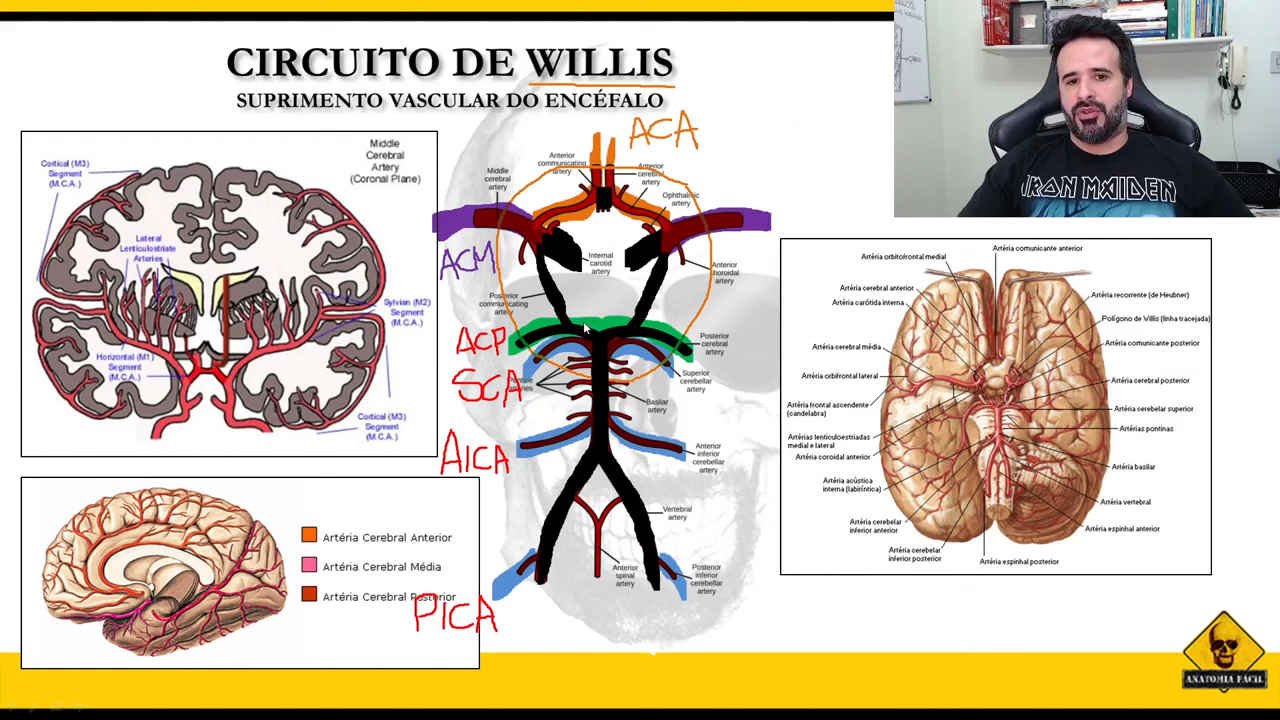 CIRCUITO DE WILLIS
SUPRIMENTO VASCULAR DO ENCÉFALO
Middle
Cerebral
Artery
(Coronal Plane)
Cortical (M3)
Segment
(M.C.A.)
Lateral
Lenticulostriate
Arteries
Sylvian (M2)
Segment
(M.C.A.)
Horizontal (M1)
Segment
(M.C.A.)
Cortical (M3)
Segment
(M.C.A.)
Artéria Cerebral Anterior
Artéria Cerebral Média
Artéria Cerebral Posterior
ACA
ACM
ACP
SCA
AICA
PICA
Anterior
communicating
artery
Anterior
cerebral
artery
Middle
cerebral
artery
Ophthalmic
artery
Internal
carotid
artery
Anterior
choroidal
artery
Posterior
communicating
artery
Posterior
cerebral
artery
Superior
cerebellar
artery
Pontine
arteries
Basilar
artery
Anterior
inferior
cerebellar
artery
Vertebral
artery
Anterior
spinal
artery
Posterior
inferior
cerebellar
artery
Artéria comunicante anterior
Artéria orbitofrontal medial
Artéria cerebral anterior
Artéria carótida interna
Artéria recorrente (de Heubner)
Polígono de Willis (linha tracejada)
Artéria cerebral média
Artéria comunicante posterior
Artéria orbifrontal lateral
Artéria cerebral posterior
Artéria frontal ascendente
(candelabra)
Artéria cerebelar superior
Artérias pontinas
Artérias lenticuloestriadas
medial e lateral
Artéria coroidal anterior
Artéria basilar
Artéria acústica
interna (labiríntica)
Artéria vertebral
Artéria cerebelar
inferior anterior
Artéria espinhal anterior
Artéria cerebelar
inferior posterior
Artéria espinhal posterior
IRON MAIDEN
ANATOMIA FÁCIL